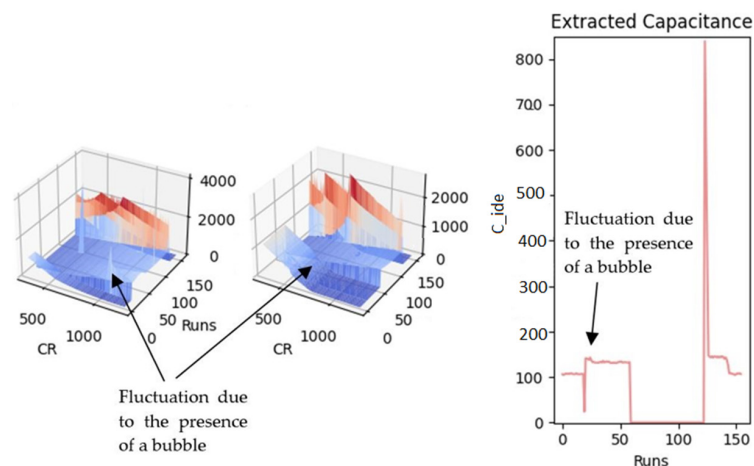 4000
2000
0
500
1000
CR
0
50
100
150
Runs
2000
1000
0
500
1000
CR
0
50
100
150
Fluctuation due
to the presence
of a bubble
Extracted Capacitance
800
700
600
500
400
300
200
100
0
C_ide
Fluctuation due
to the presence
of a bubble
0
50
100
150
Runs